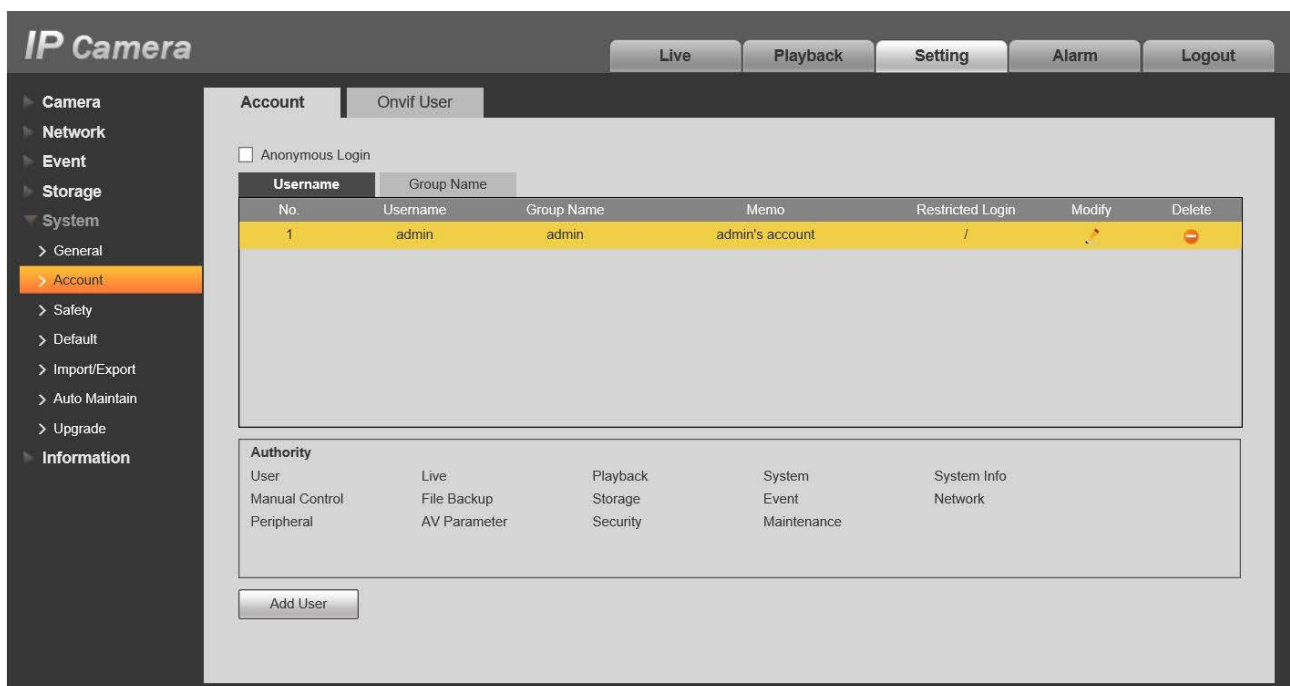 IP Camera
Live Playback Setting Alarm Logout
Camera
Network
Event
Storage
System
General
Account
Safety
Default
Import/Export
Auto Maintain
Upgrade
Information
Account Onvif User
Anonymous Login
Username Group Name
No. Username Group Name Memo Restricted Login Modify Delete
1 admin admin admin's account /
Authority
User Live Playback System System Info
Manual Control File Backup Storage Event Network
Peripheral AV Parameter Security Maintenance
Add User